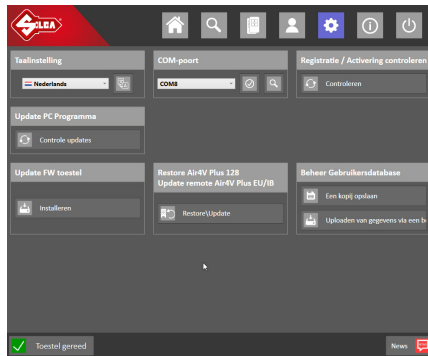 SILCA
Taalinstelling
Nederlands
COM-poort
COM8
Registratie / Activering controleren
Controleren
Update PC Programma
Controle updates
Update FW toestel
Installeren
Restore Air4V Plus 128
Update remote Air4V Plus EU/IB
Restore\Update
Beheer Gebruikersdatabase
Een kopij opslaan
Uploaden van gegevens via een b
Toestel gereed
News